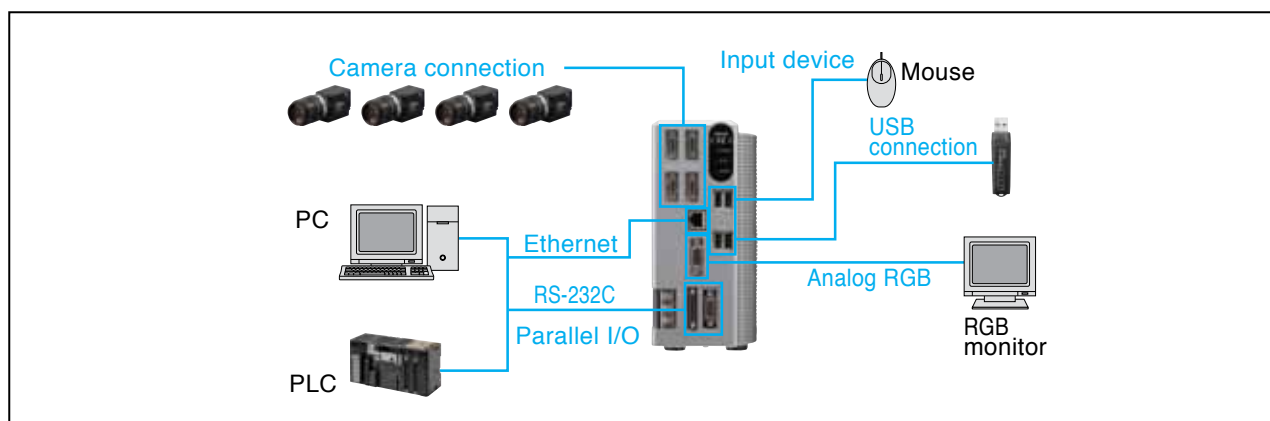 Camera connection
Input device
Mouse
USB
connection
PC
Ethernet
Analog RGB
RS-232C
Parallel I/O
RGB
monitor
PLC